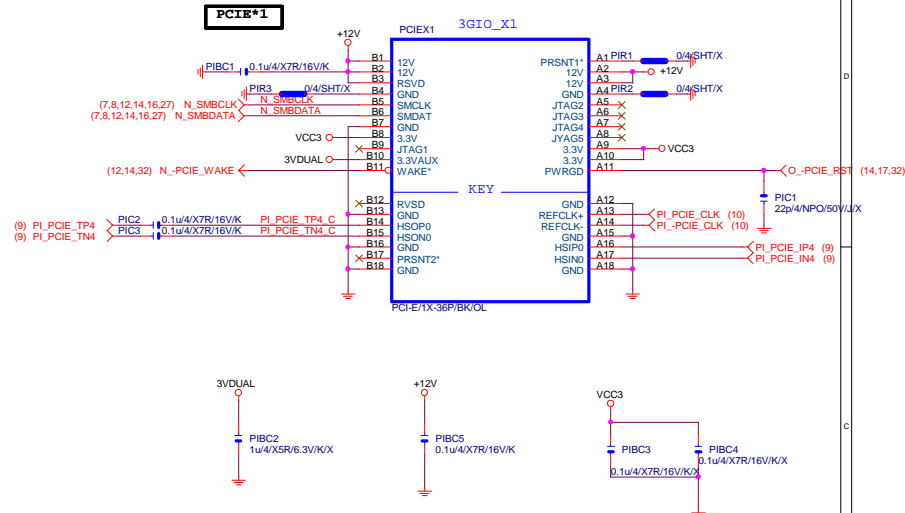 PCIE*1
3GIO_X1
PCIEX1
+12V
B1 12V PRSNT1* A1 PIR1 0/4/SHT/X
PIBC1 0.1u/4/X7R/16V/K B2 12V 12V A2 +12V
B3 RSVD 12V A3
PIR3 0/4/SHT/X B4 GND GND A4 PIR2 0/4/SHT/X
(7,8,12,14,16,27) N_SMBCLK N_SMBCLK B5 SMCLK JTAG2 A5
(7,8,12,14,16,27) N_SMBDATA N_SMBDATA B6 SMDAT JTAG3 A6
B7 GND JTAG4 A7
VCC3 B8 3.3V JYAG5 A8
B9 JTAG1 3.3V A9 VCC3
3VDUAL B10 3.3VAUX 3.3V A10
(12,14,32) N_-PCIE_WAKE B11 WAKE* PWRGD A11 O_-PCIE_RST (14,17,32)
KEY
B12 RVSD GND A12 PIC1
B13 GND REFCLK+ A13 PI_PCIE_CLK (10) 22p/4/NPO/50V/J/X
(9) PI_PCIE_TP4 PIC2 0.1u/4/X7R/16V/K PI_PCIE_TP4_C B14 HSOP0 REFCLK- A14 PI_-PCIE_CLK (10)
(9) PI_PCIE_TN4 PIC3 0.1u/4/X7R/16V/K PI_PCIE_TN4_C B15 HSON0 GND A15
B16 GND HSIP0 A16 PI_PCIE_IP4 (9)
B17 PRSNT2* HSIN0 A17 PI_PCIE_IN4 (9)
B18 GND GND A18
PCI-E/1X-36P/BK/OL
3VDUAL
PIBC2
1u/4/X5R/6.3V/K/X
+12V
PIBC5
0.1u/4/X7R/16V/K
VCC3
PIBC3
0.1u/4/X7R/16V/K/X
PIBC4
0.1u/4/X7R/16V/K/X
D
C